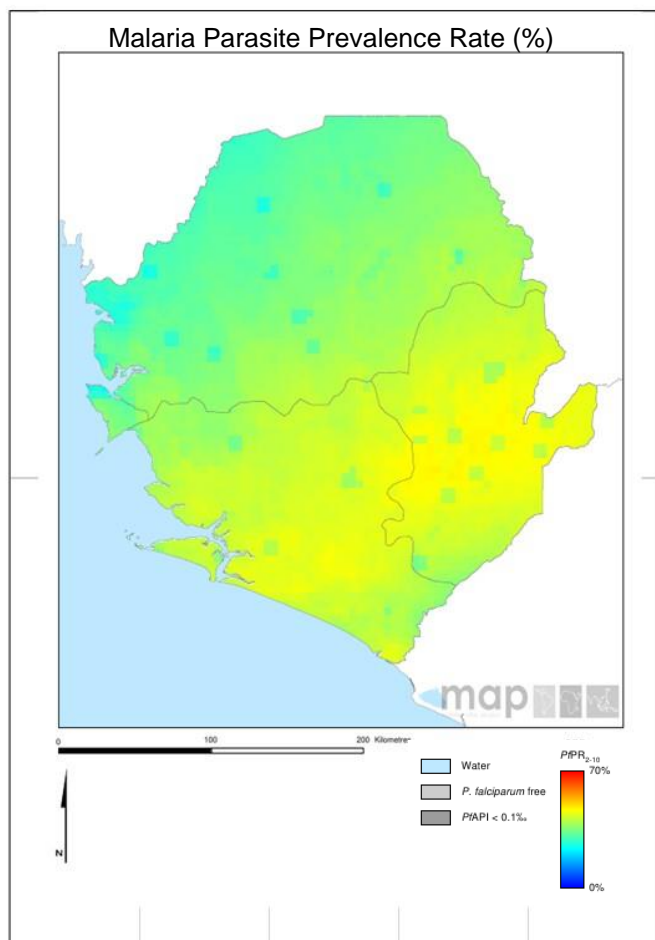 Malaria Parasite Prevalence Rate (%)
map
0 100 200 Kilometre
PfPR2-10
Water
70%
P. falciparum free
PfAPI < 0.1‰
N
0%